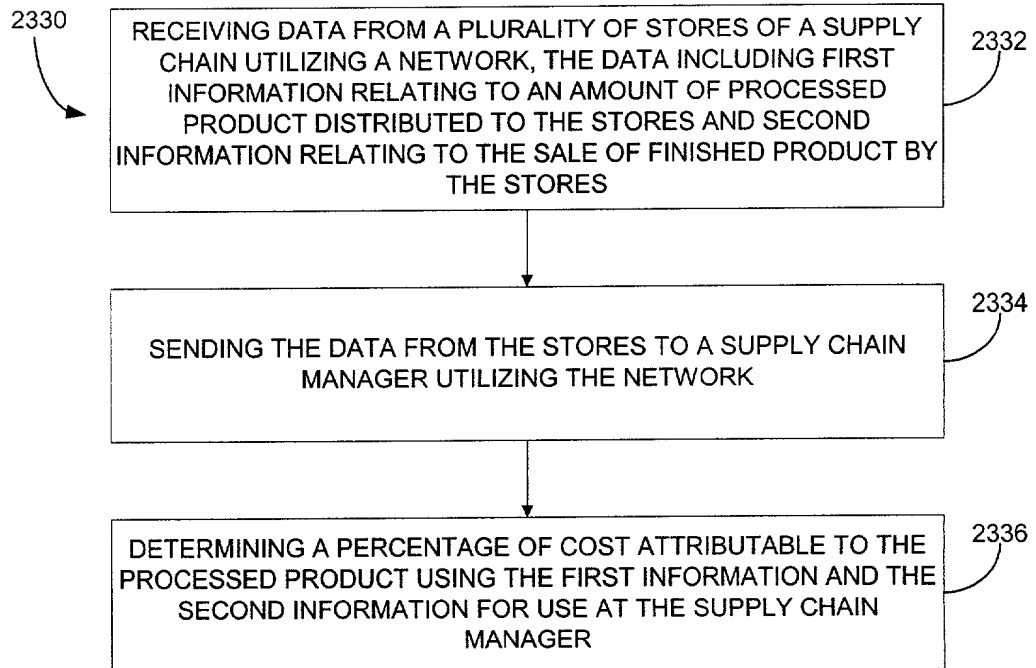 2330
RECEIVING DATA FROM A PLURALITY OF STORES OF A SUPPLY
CHAIN UTILIZING A NETWORK, THE DATA INCLUDING FIRST
INFORMATION RELATING TO AN AMOUNT OF PROCESSED
PRODUCT DISTRIBUTED TO THE STORES AND SECOND
INFORMATION RELATING TO THE SALE OF FINISHED PRODUCT BY
THE STORES
2332
SENDING THE DATA FROM THE STORES TO A SUPPLY CHAIN
MANAGER UTILIZING THE NETWORK
2334
DETERMINING A PERCENTAGE OF COST ATTRIBUTABLE TO THE
PROCESSED PRODUCT USING THE FIRST INFORMATION AND THE
SECOND INFORMATION FOR USE AT THE SUPPLY CHAIN
MANAGER
2336